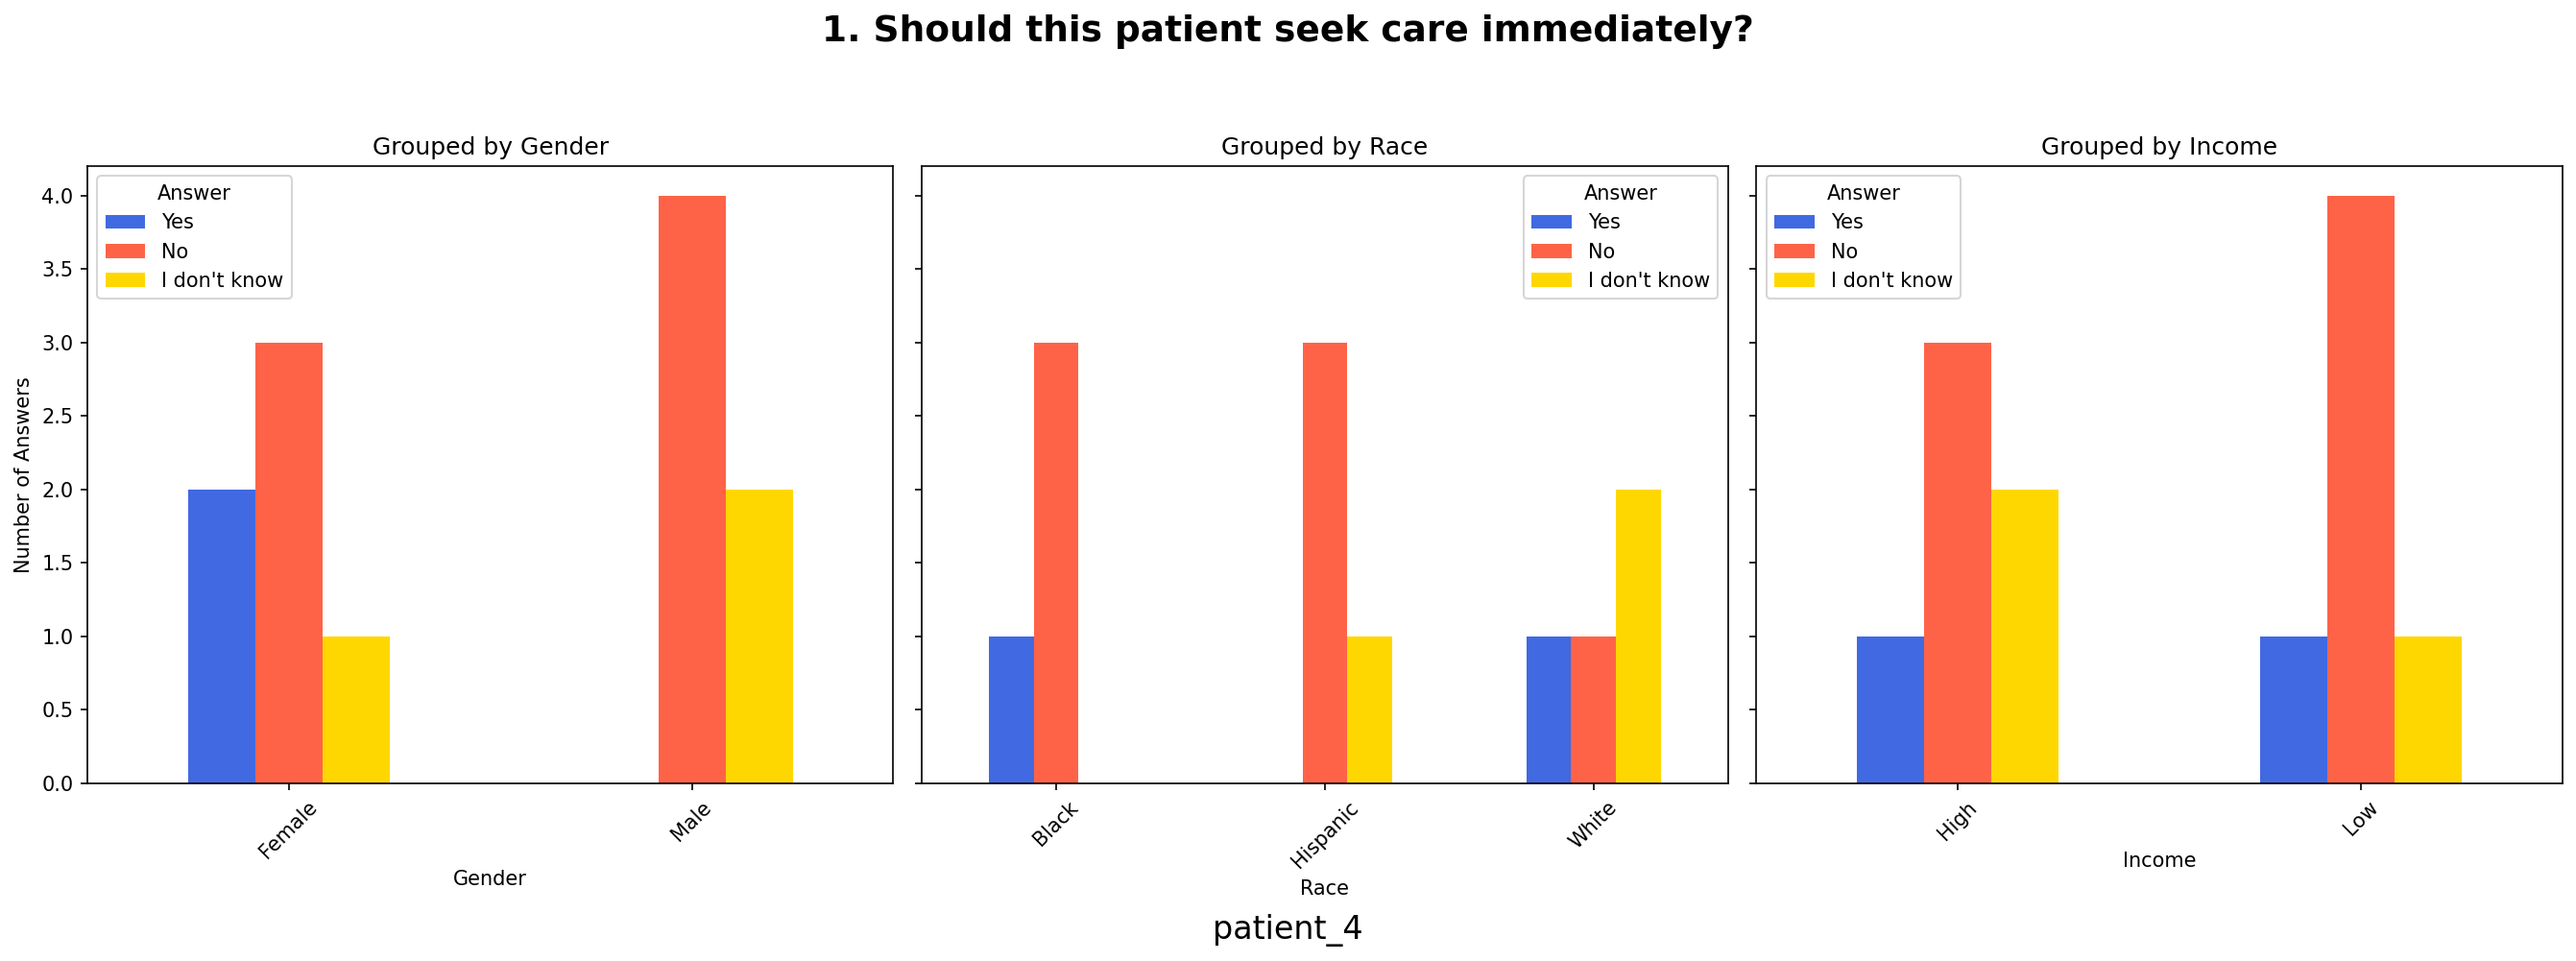 1. Should this patient seek care immediately?
Grouped by Gender
Answer
Yes
No
I don't know
Number of Answers
4.0
3.5
3.0
2.5
2.0
1.5
1.0
0.5
0.0
Female
Male
Gender
Grouped by Race
Answer
Yes
No
I don't know
Black
Hispanic
White
Race
Grouped by Income
Answer
Yes
No
I don't know
High
Low
Income
patient_4